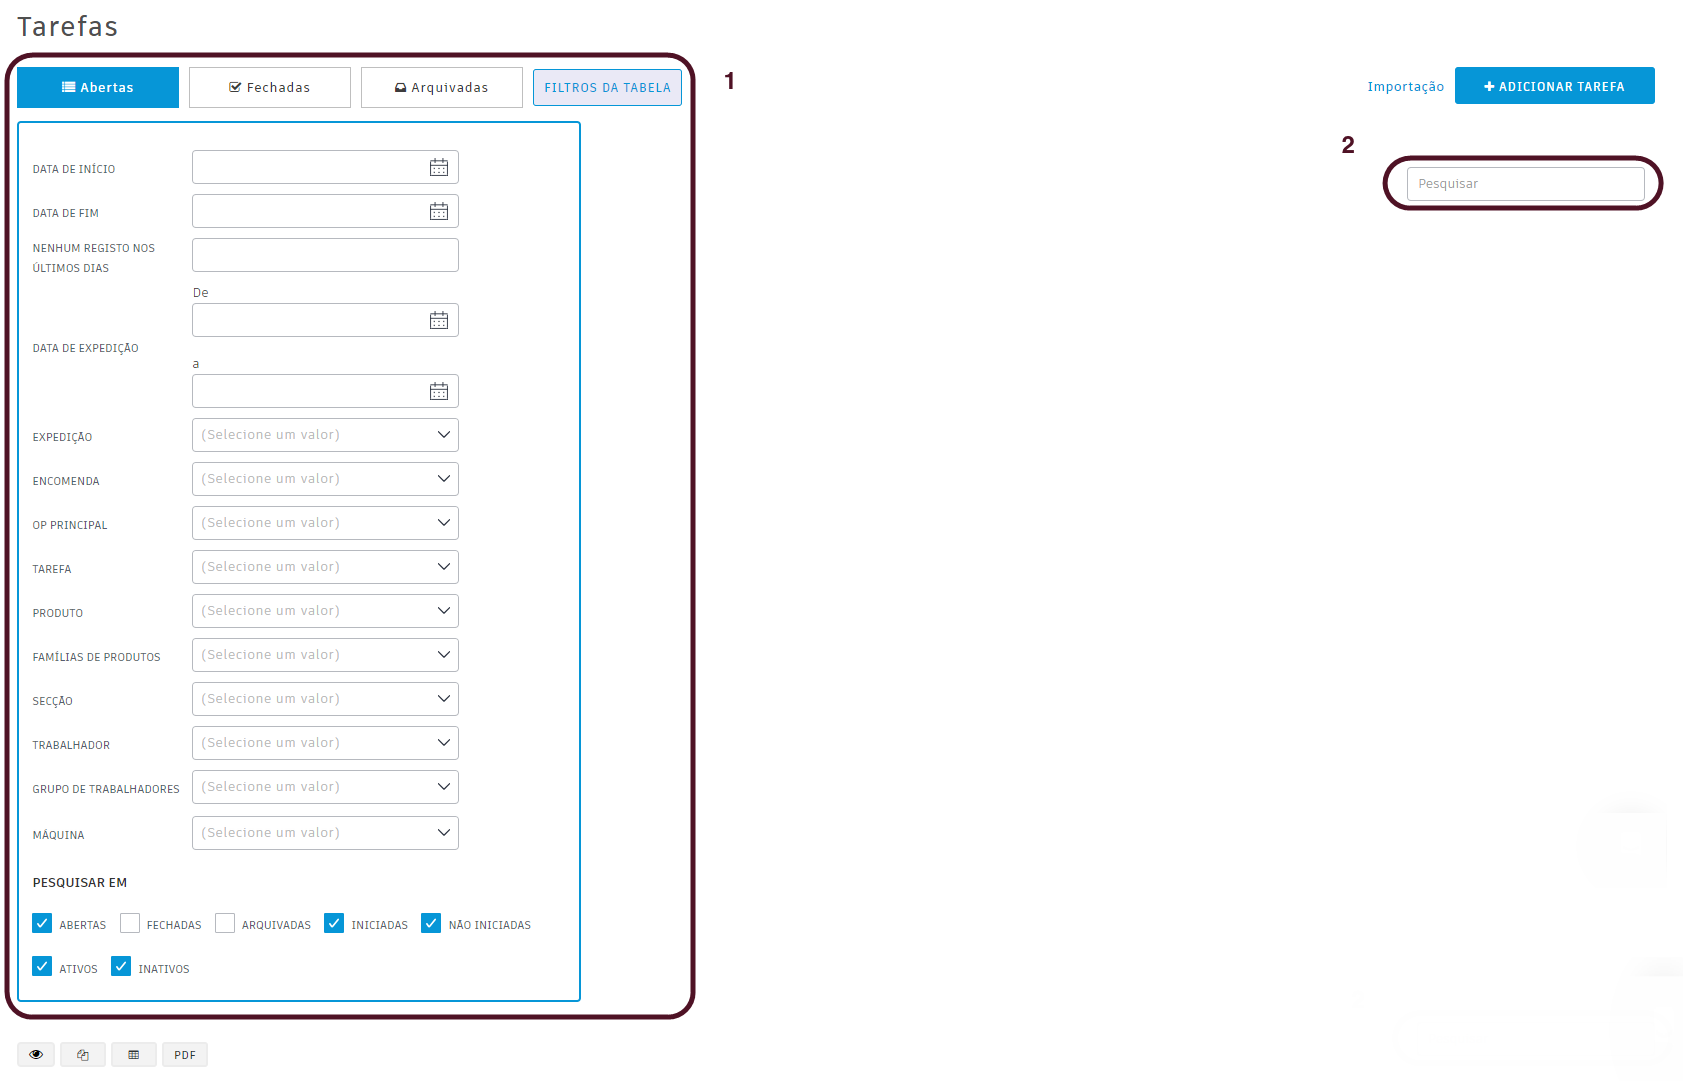 Tarefas
Abertas
Fechadas
Arquivadas
FILTROS DA TABELA
1
Importação
ADICIONAR TAREFA
2
Pesquisar
DATA DE INÍCIO
DATA DE FIM
NENHUM REGISTO NOS
ÚLTIMOS DIAS
De
DATA DE EXPEDIÇÃO
a
EXPEDIÇÃO
(Selecione um valor)
ENCOMENDA
(Selecione um valor)
OP PRINCIPAL
(Selecione um valor)
TAREFA
(Selecione um valor)
PRODUTO
(Selecione um valor)
FAMÍLIAS DE PRODUTOS
(Selecione um valor)
SECÇÃO
(Selecione um valor)
TRABALHADOR
(Selecione um valor)
GRUPO DE TRABALHADORES
(Selecione um valor)
MÁQUINA
(Selecione um valor)
PESQUISAR EM
ABERTAS
FECHADAS
ARQUIVADAS
INICIADAS
NÃO INICIADAS
ATIVOS
INATIVOS
PDF